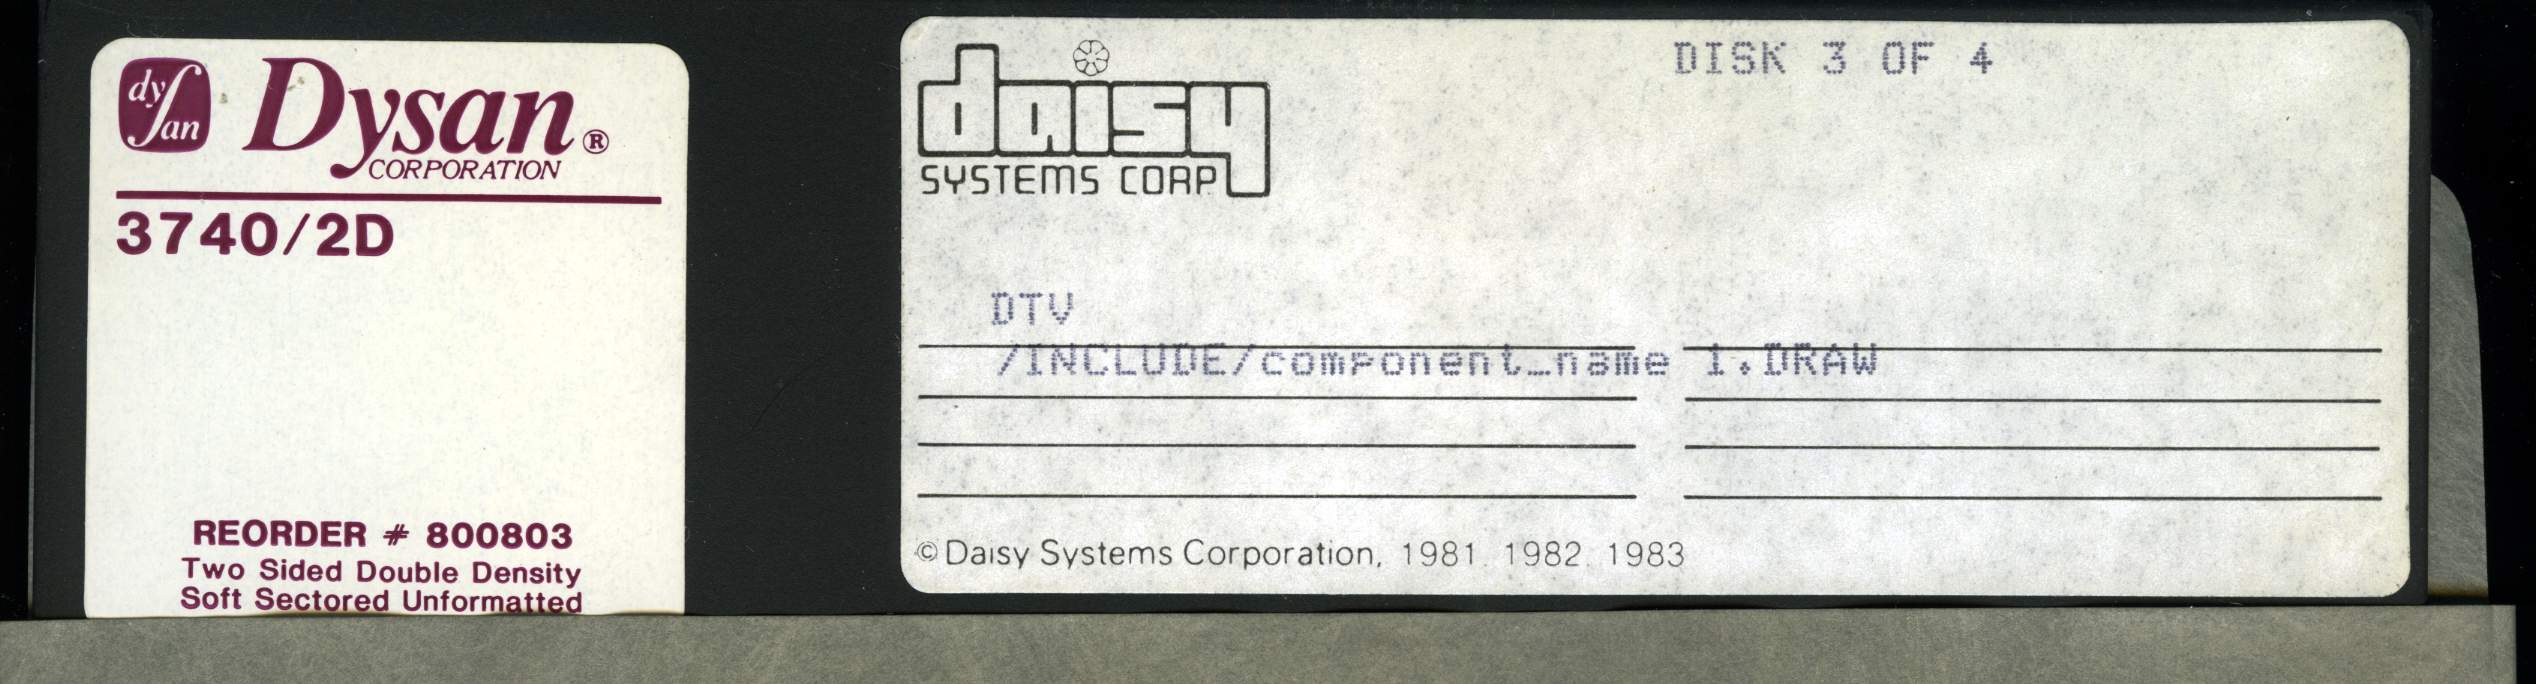 dy san
Dysan®
CORPORATION
3740/2D
REORDER # 800803
Two Sided Double Density
Soft Sectored Unformatted
daisy
SYSTEMS CORP
DISK 3 OF 4
DTV
/INCLUDE/component_name 1.DRAW
© Daisy Systems Corporation, 1981. 1982. 1983